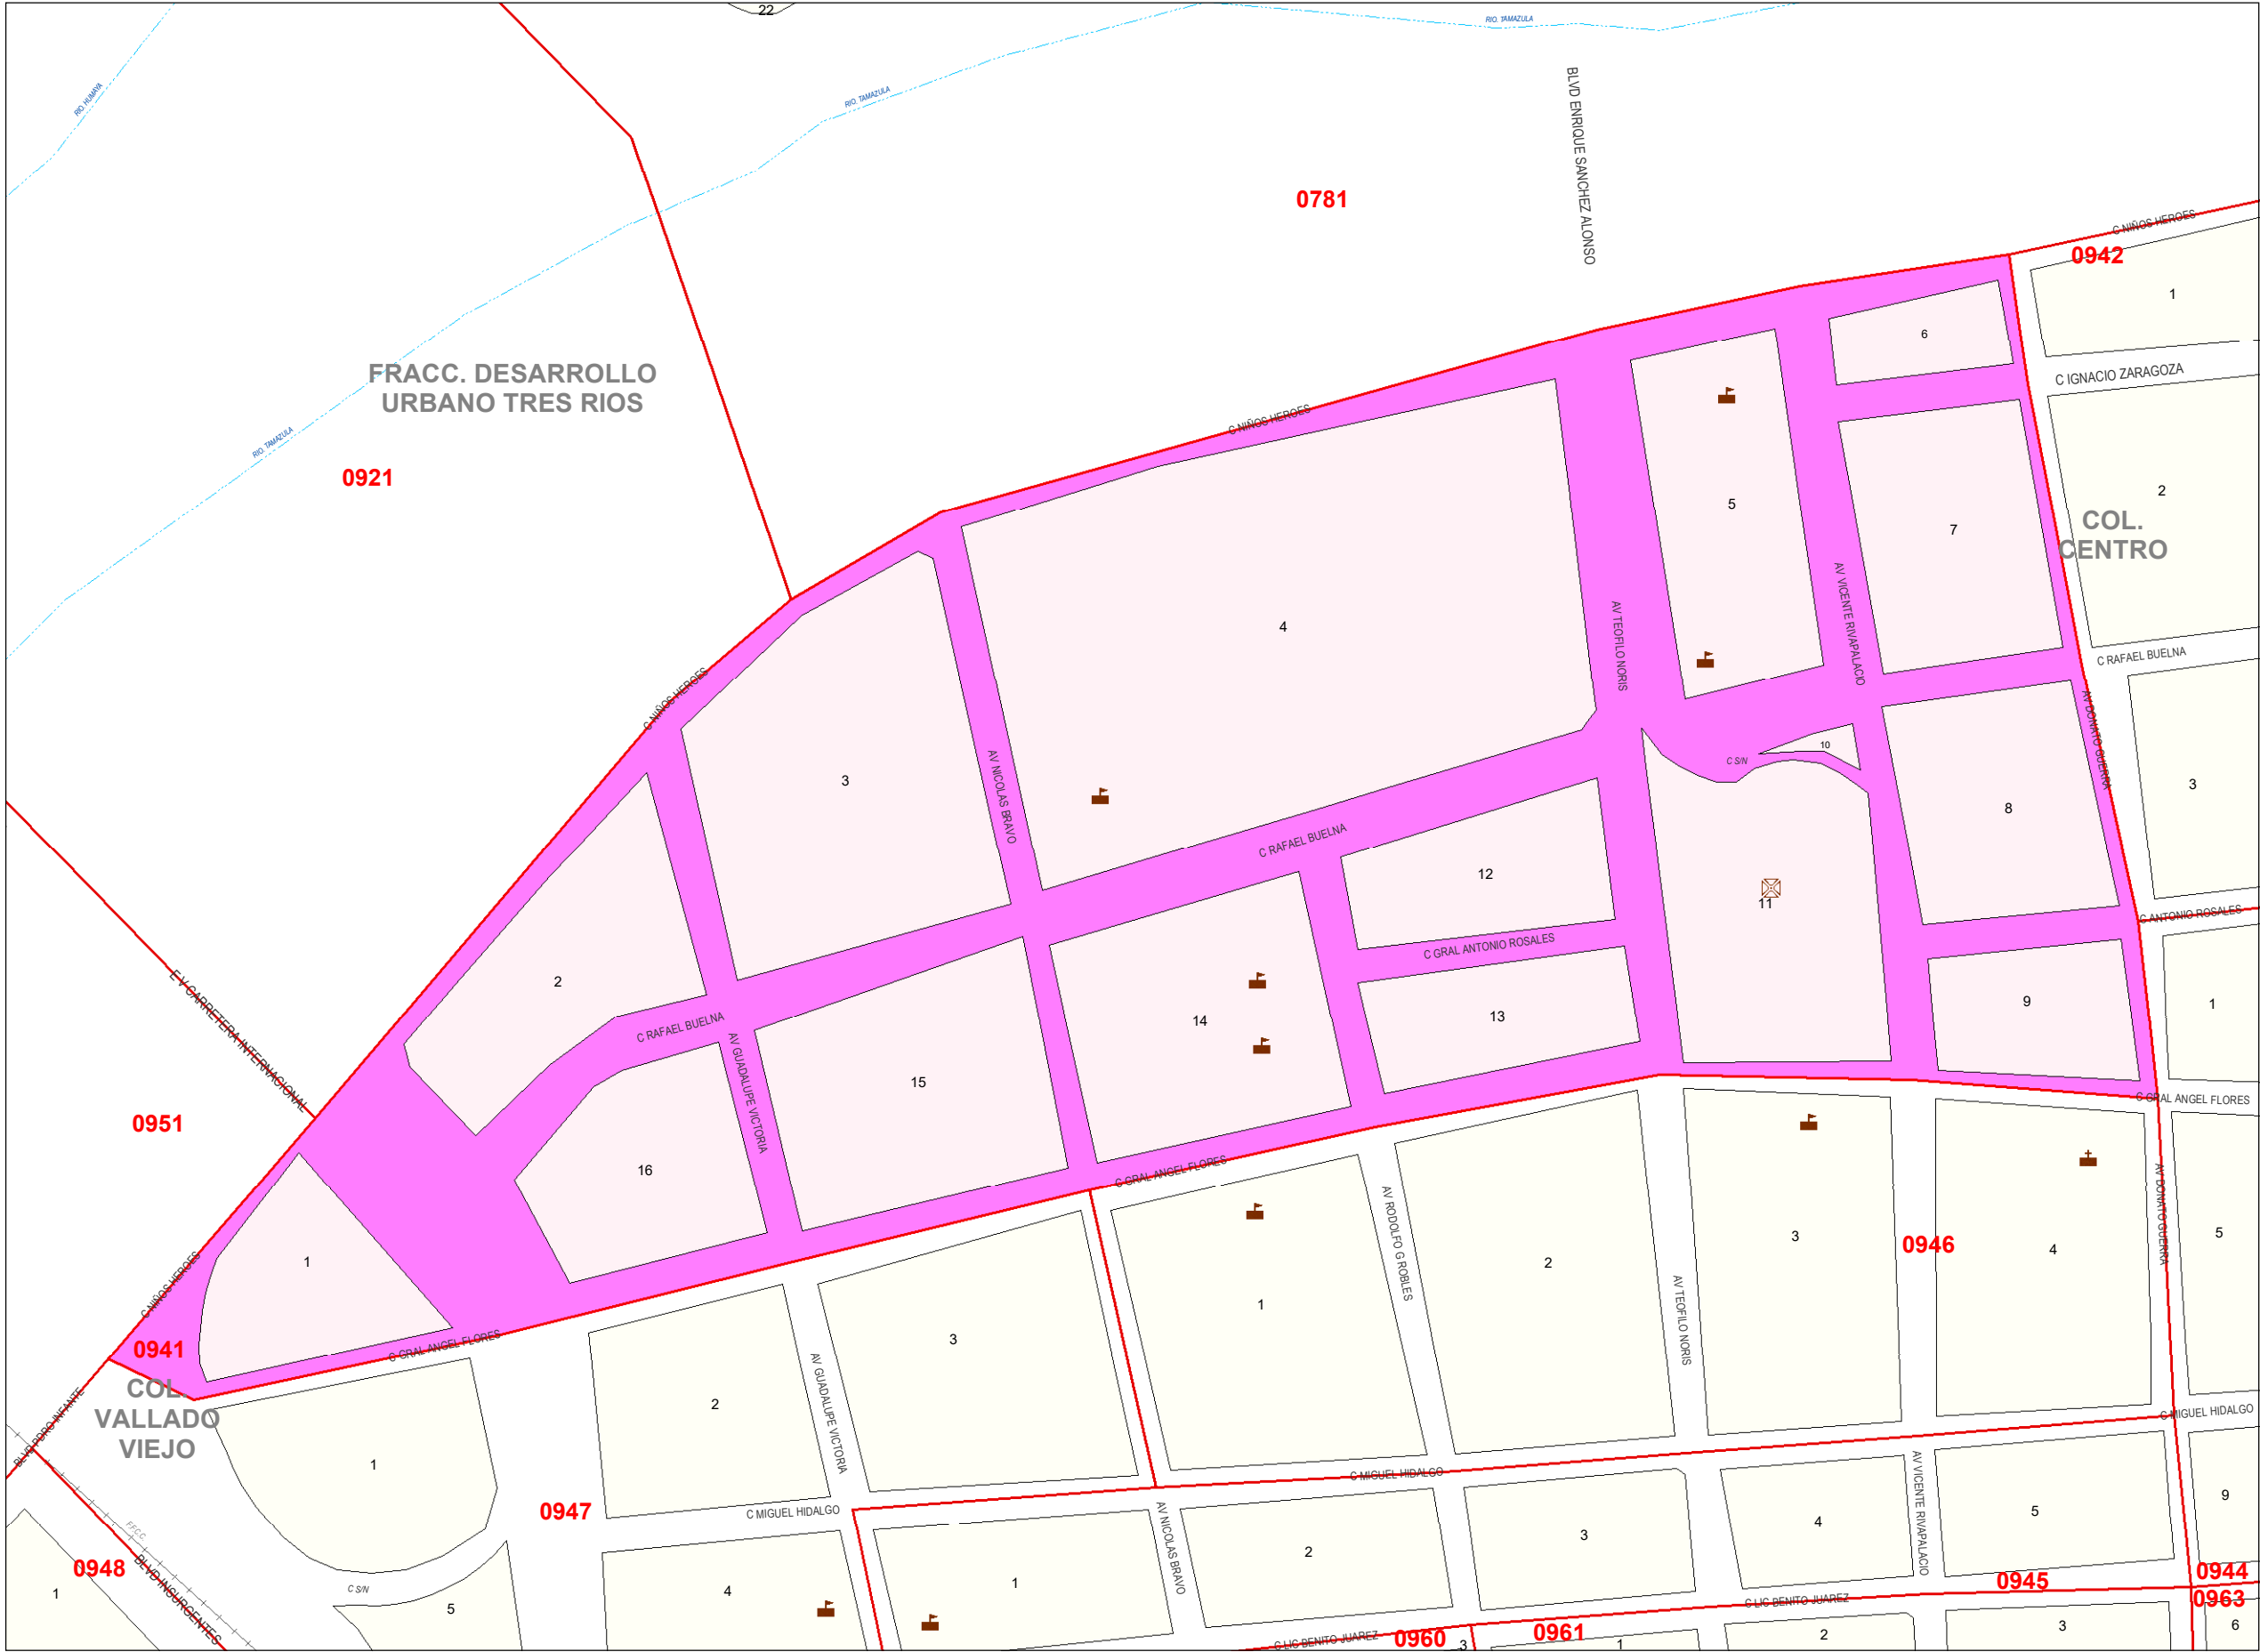 22
RIO. TAMAZULA
RIO. HUMAYA
RIO. TAMAZULA
BLVD ENRIQUE SANCHEZ ALONSO
0781
C NIÑOS HEROES
0942
1
6
C IGNACIO ZARAGOZA
FRACC. DESARROLLO
URBANO TRES RIOS
C NIÑOS HEROES
RIO. TAMAZULA
0921
5
2
7
COL.
CENTRO
AV VICENTE RIVAPALACIO
AV TEOFILO NORIS
4
C RAFAEL BUELNA
C NIÑOS HEROES
AV DONATO GUERRA
10
C S/N
3
AV NICOLAS BRAVO
3
8
C RAFAEL BUELNA
12
11
C ANTONIO ROSALES
C GRAL ANTONIO ROSALES
2
E V CARRETERA INTERNACIONAL
9
1
13
14
C RAFAEL BUELNA
AV GUADALUPE VICTORIA
15
C GRAL ANGEL FLORES
0951
16
C GRAL ANGEL FLORES
AV RODOLFO G ROBLES
AV DONATO GUERRA
3
0946
4
5
1
C NIÑOS HEROES
2
1
AV TEOFILO NORIS
3
C GRAL ANGEL FLORES
0941
COL.
VALLADO
VIEJO
BLVD PEDRO INFANTE
AV GUADALUPE VICTORIA
2
C MIGUEL HIDALGO
1
C MIGUEL HIDALGO
0947
C MIGUEL HIDALGO
AV NICOLAS BRAVO
AV VICENTE RIVAPALACIO
9
5
4
3
2
F.F.C.C.
0948
BLVD INSURGENTES
1
C S/N
5
4
1
0944
0945
0963
C LIC BENITO JUAREZ
C LIC BENITO JUAREZ
0960
3
0961
1
2
3
6